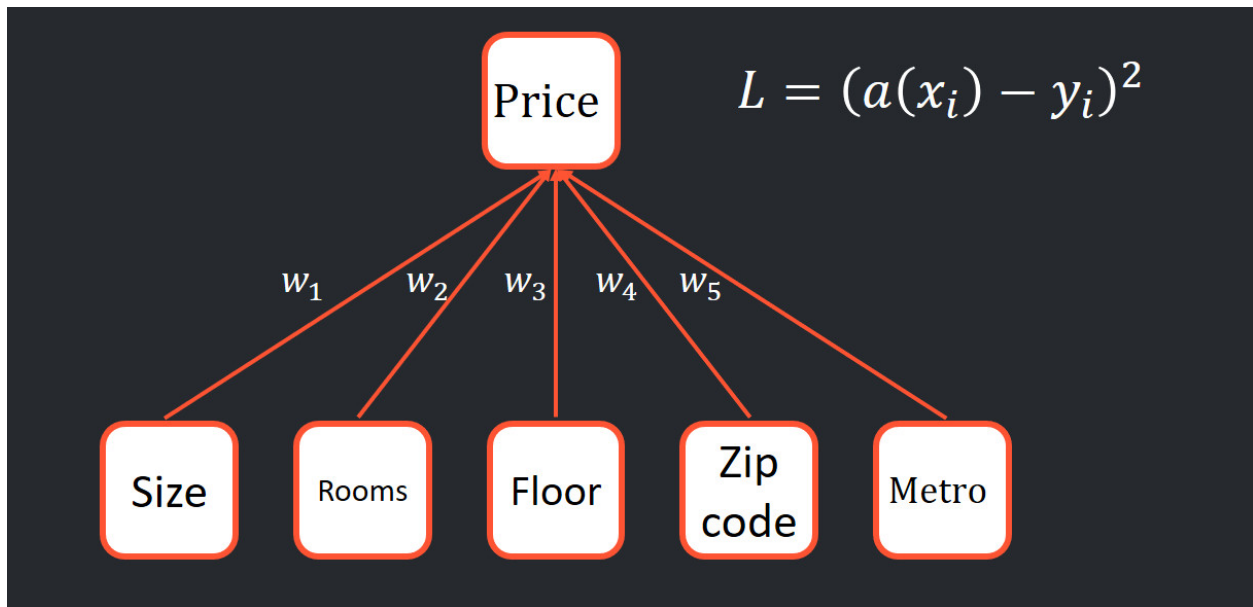 Price
L = (a(x_i) − y_i)^2
w_1
w_2
w_3
w_4
w_5
Size
Rooms
Floor
Zip
code
Metro